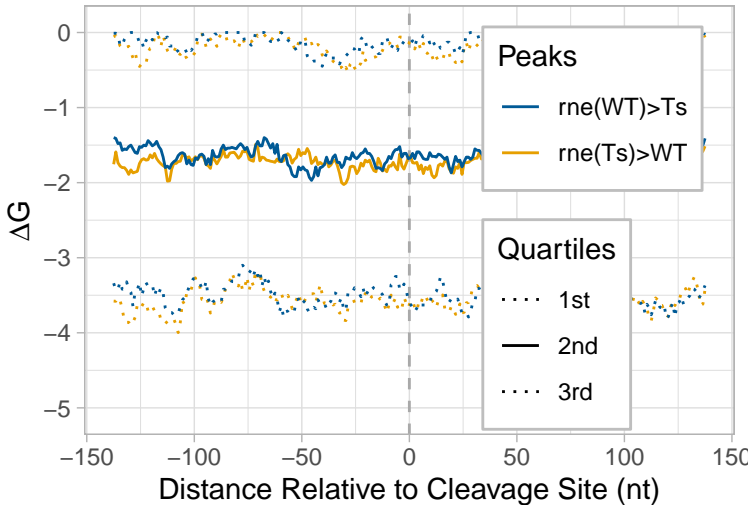 0
−1
−2
−3
−4
−5
ΔG
Peaks
rne(WT)>Ts
rne(Ts)>WT
Quartiles
1st
2nd
3rd
−150
−100
−50
0
50
100
150
Distance Relative to Cleavage Site (nt)